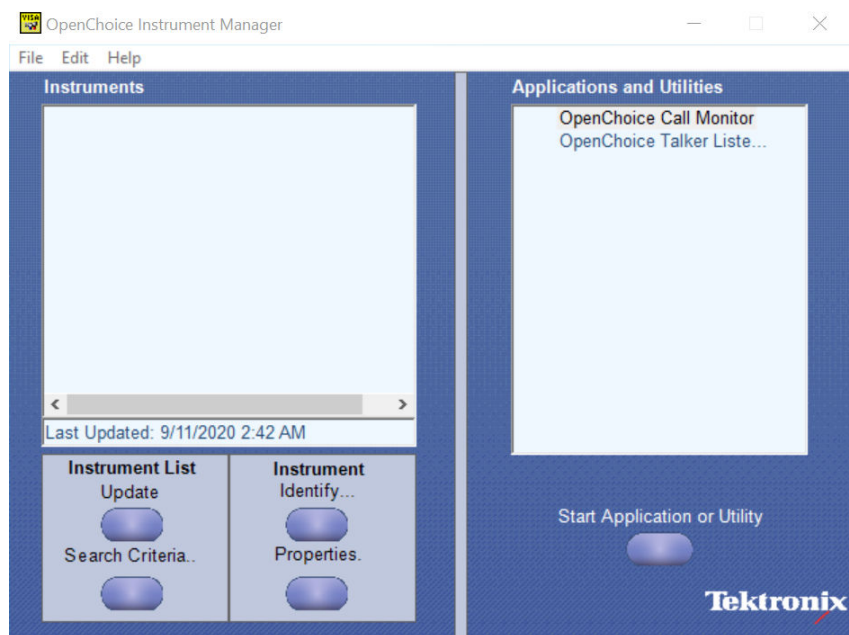 VISA
OpenChoice Instrument Manager
File Edit Help
Instruments
Last Updated: 9/11/2020 2:42 AM
Instrument List
Update
Search Criteria..
Instrument
Identify...
Properties.
Applications and Utilities
OpenChoice Call Monitor
OpenChoice Talker Liste...
Start Application or Utility
Tektronix